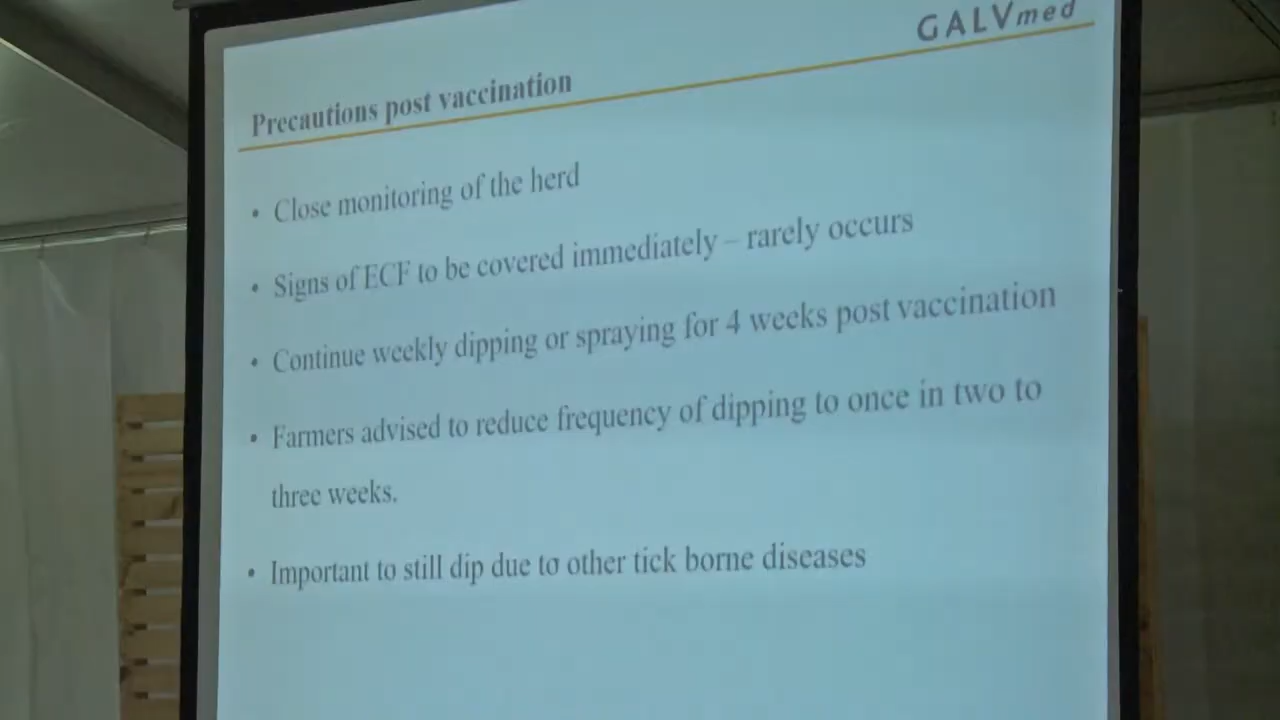 GALVmed
Precautions post vaccination
• Close monitoring of the herd
• Signs of ECF to be covered immediately – rarely occurs
• Continue weekly dipping or spraying for 4 weeks post vaccination
• Farmers advised to reduce frequency of dipping to once in two to
three weeks.
• Important to still dip due to other tick borne diseases